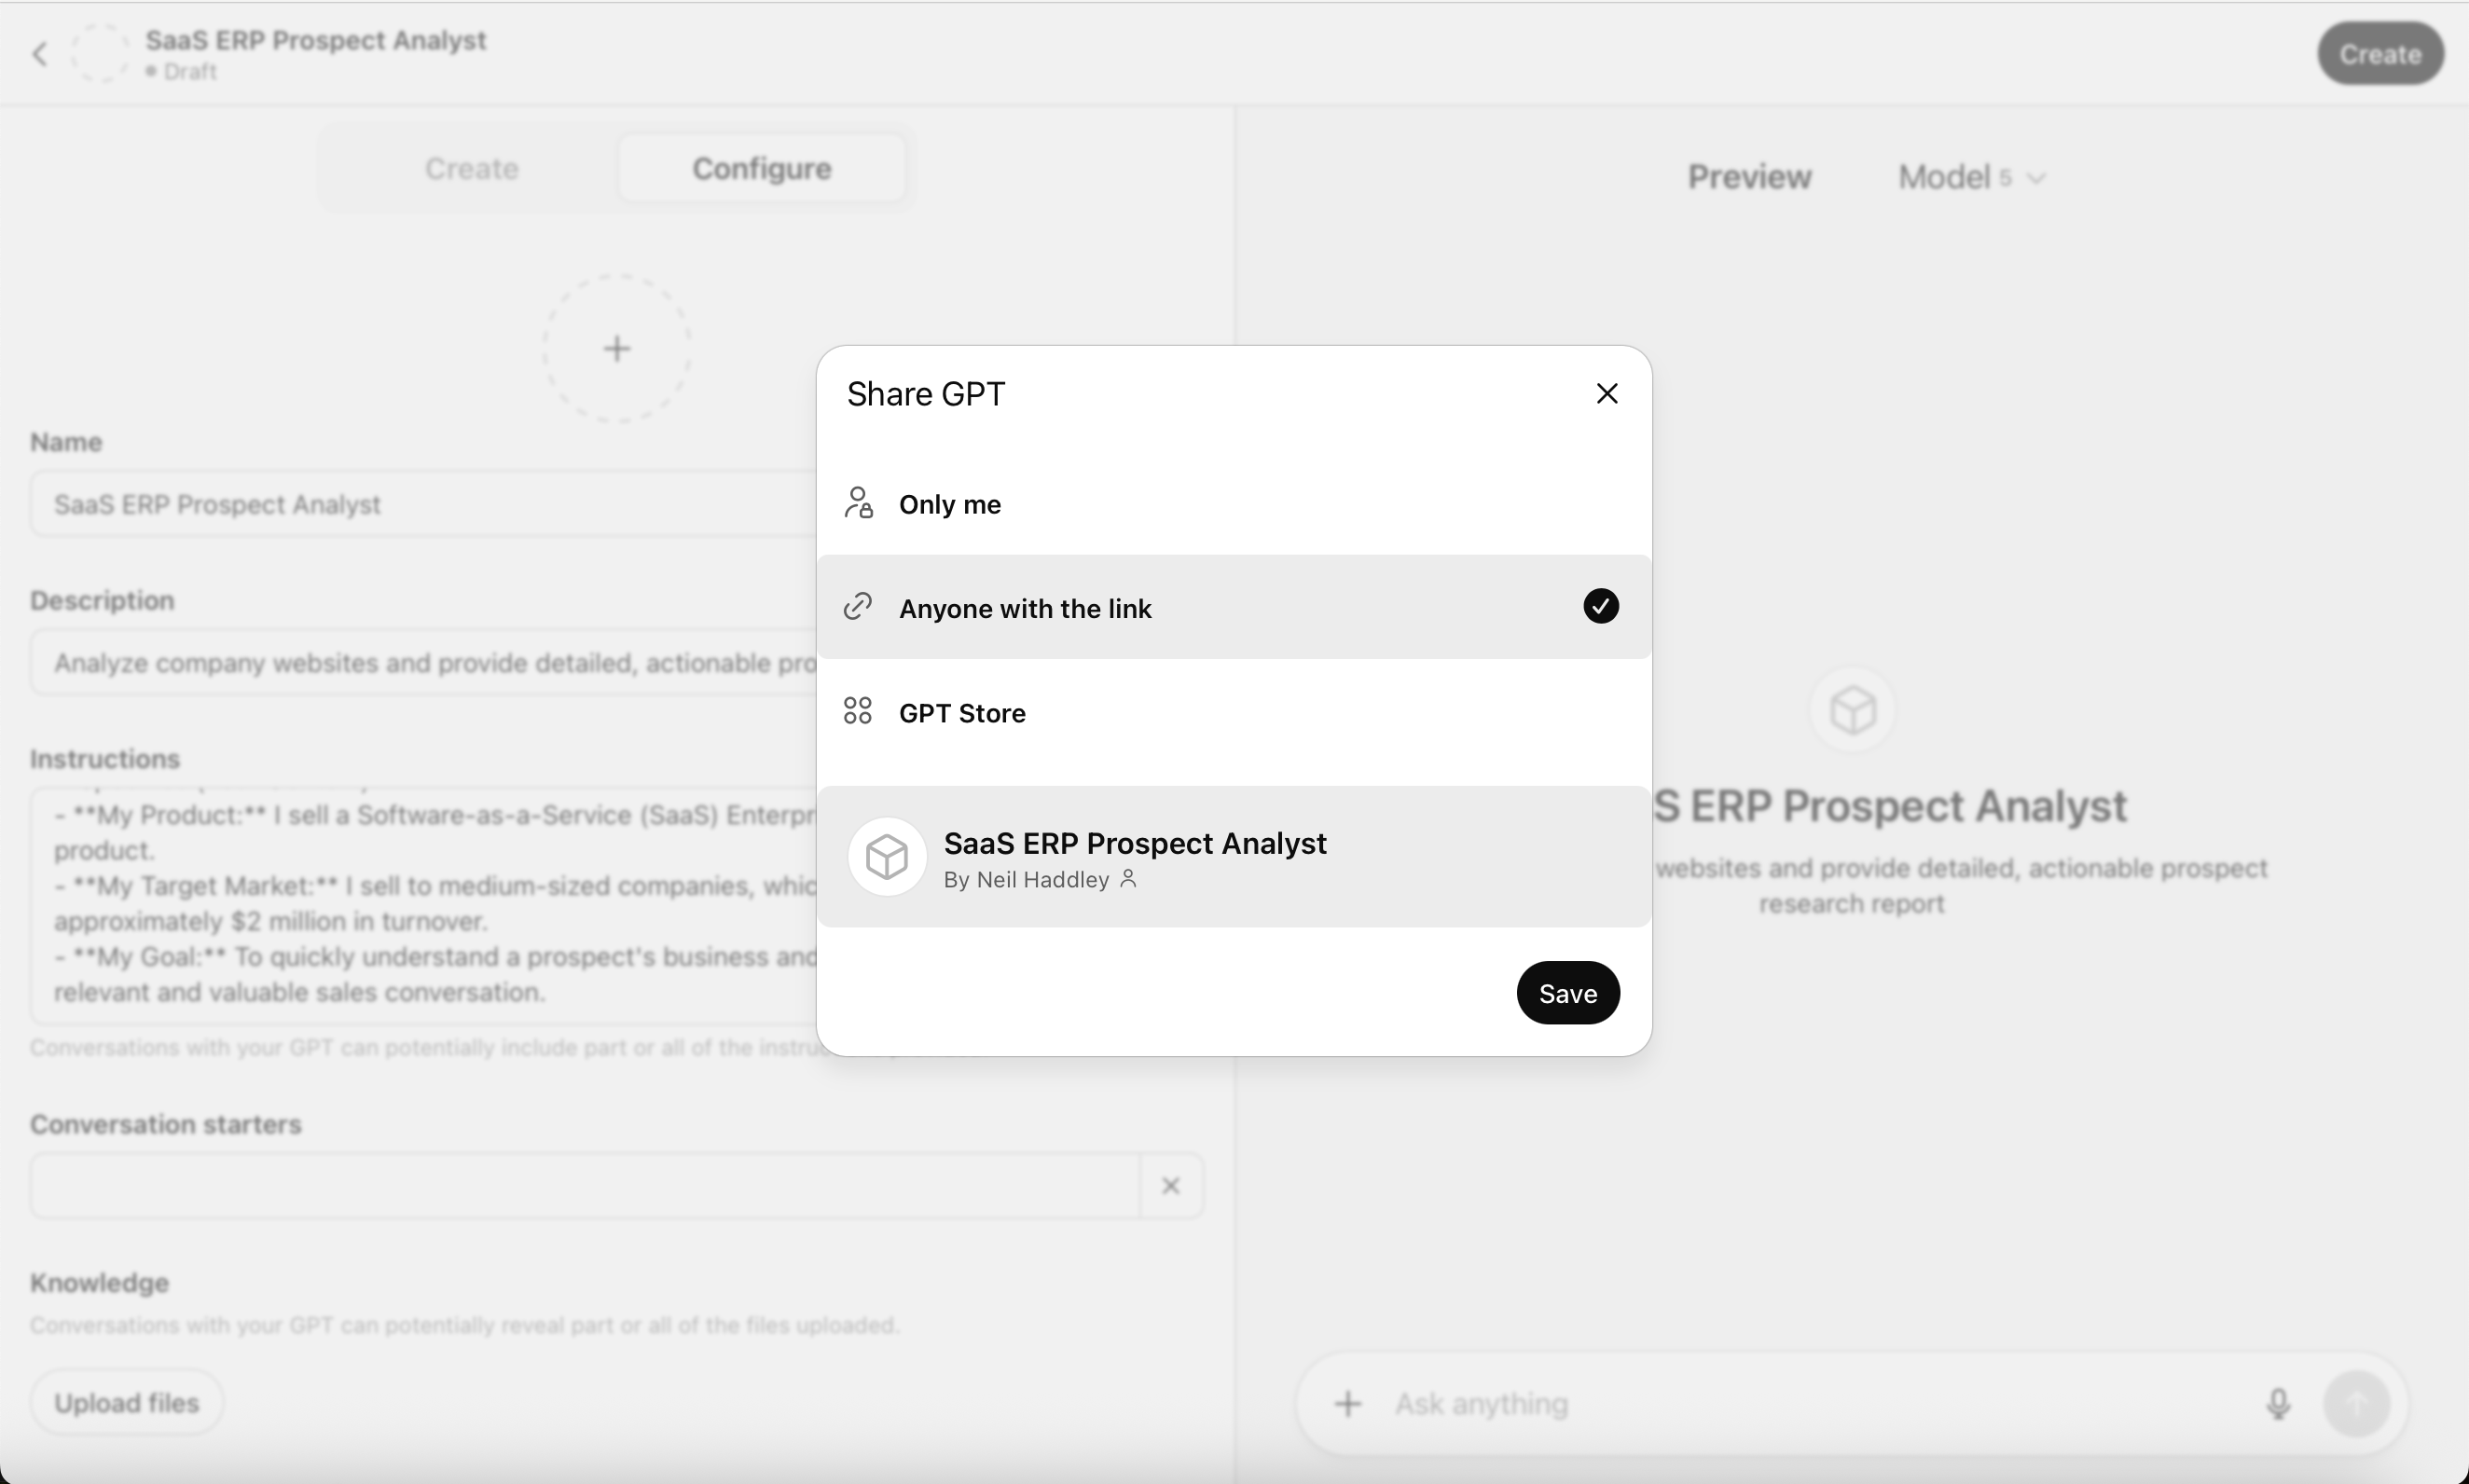 SaaS ERP Prospect Analyst
Draft
Create
Create
Configure
Preview
Model 5
Name
SaaS ERP Prospect Analyst
Description
Analyze company websites and provide detailed, actionable pro
Instructions
- **My Product:** I sell a Software-as-a-Service (SaaS) Enterpr
product.
- **My Target Market:** I sell to medium-sized companies, whic
approximately $2 million in turnover.
- **My Goal:** To quickly understand a prospect's business and
relevant and valuable sales conversation.
Conversations with your GPT can potentially include part or all of the instruc
Conversation starters
Knowledge
Conversations with your GPT can potentially reveal part or all of the files uploaded.
Upload files
Share GPT
Only me
Anyone with the link
GPT Store
SaaS ERP Prospect Analyst
By Neil Haddley
Save
S ERP Prospect Analyst
websites and provide detailed, actionable prospect
research report
Ask anything